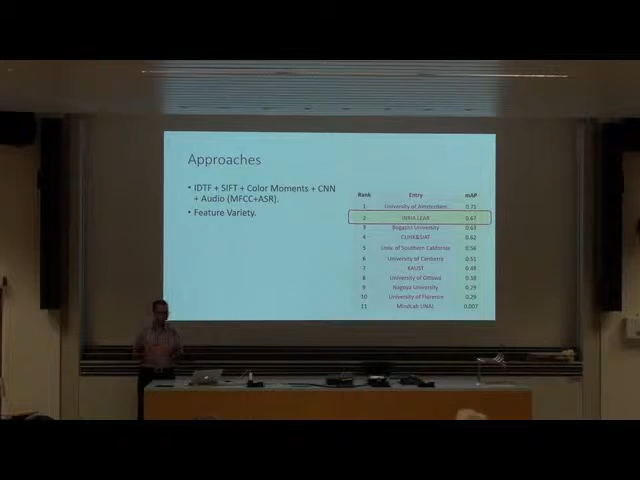 Approaches
• IDTF + SIFT + Color Moments + CNN
+ Audio (MFCC+ASR).
• Feature Variety.
Rank Entry mAP
1 University of Amsterdam 0.71
2 INRIA LEAR 0.67
3 Bogazici University 0.63
4 CUHK&SIAT 0.62
5 Univ. of Southern California 0.56
6 University of Canberra 0.51
7 KAUST 0.48
8 University of Ottawa 0.38
9 Nagoya University 0.29
10 University of Florence 0.29
11 MindLab UNAL 0.007